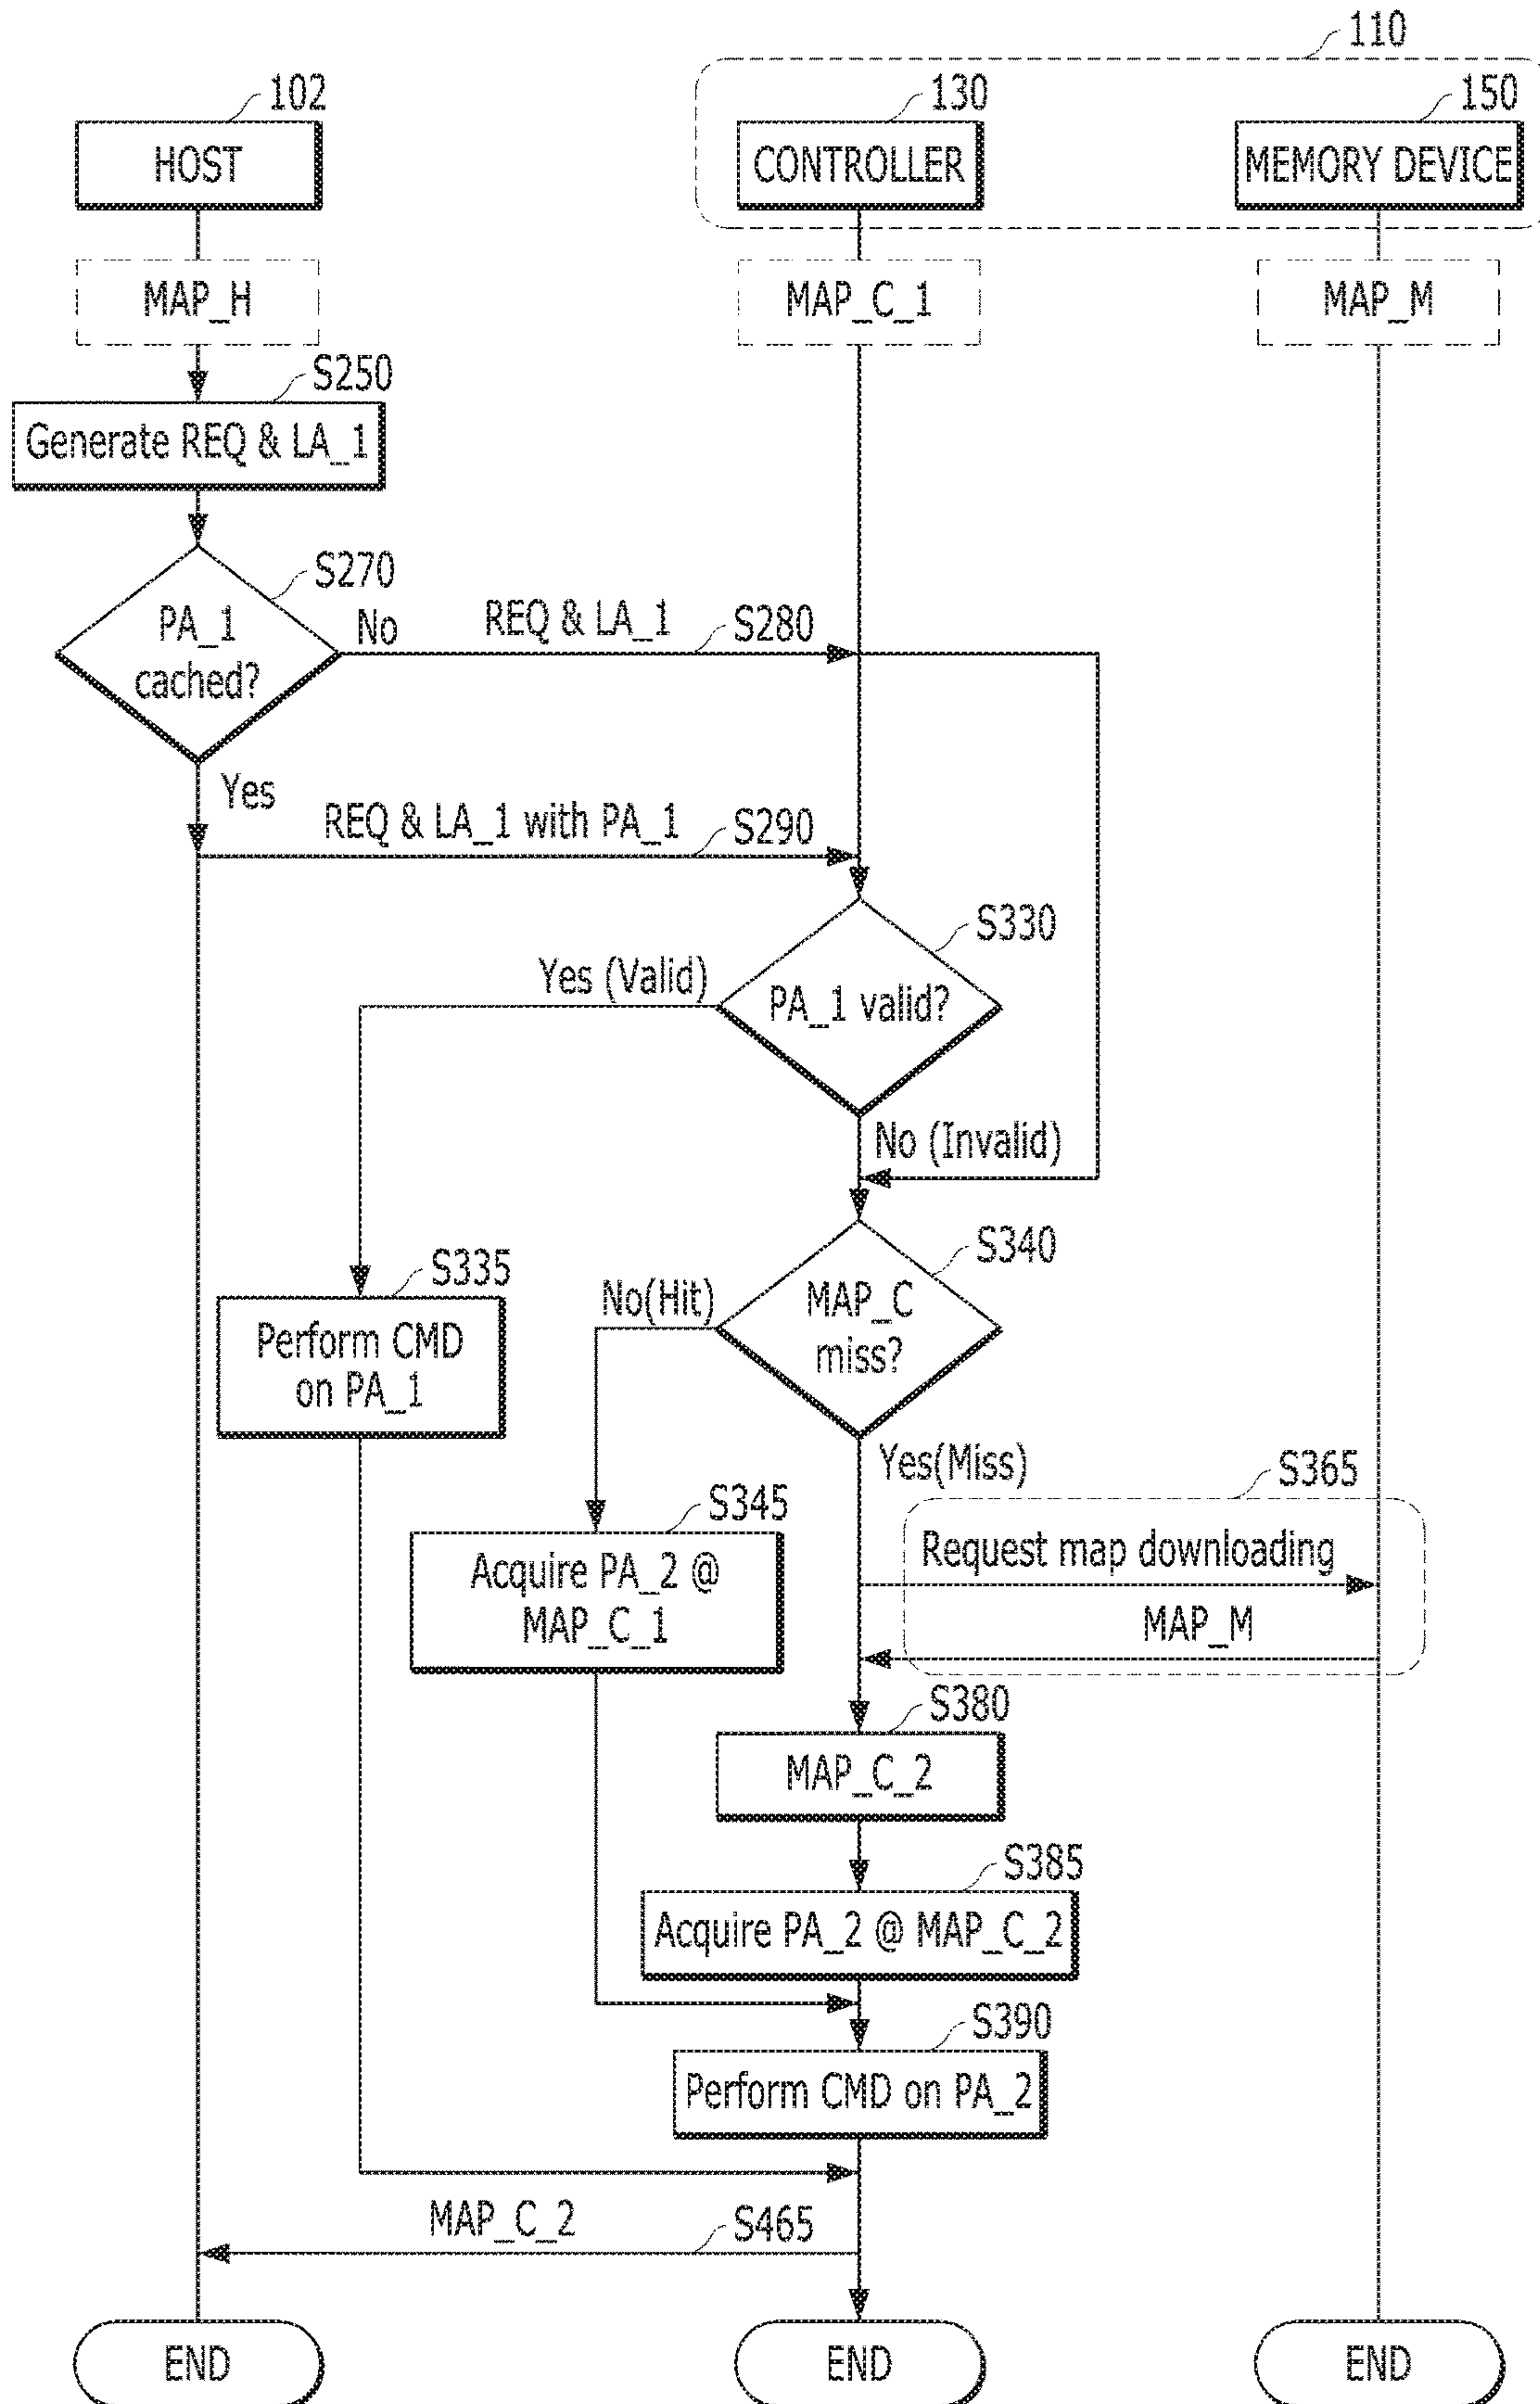 110
102
130
150
HOST
CONTROLLER
MEMORY DEVICE
MAP_H
MAP_C_1
MAP_M
S250
Generate REQ & LA_1
S270
PA_1
cached?
No
REQ & LA_1
S280
Yes
REQ & LA_1 with PA_1
S290
S330
Yes (Valid)
PA_1 valid?
No (Invalid)
S340
S335
No(Hit)
MAP_C
miss?
Perform CMD
on PA_1
Yes(Miss)
S365
S345
Request map downloading
Acquire PA_2 @
MAP_C_1
MAP_M
S380
MAP_C_2
S385
Acquire PA_2 @ MAP_C_2
S390
Perform CMD on PA_2
MAP_C_2
S465
END
END
END